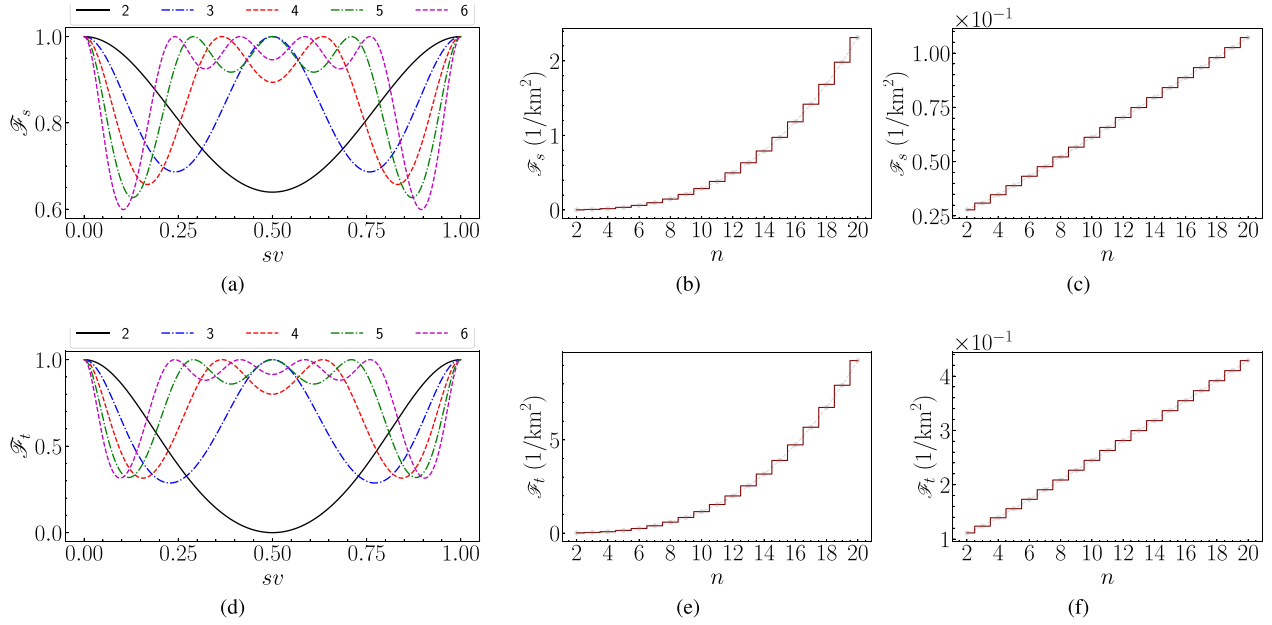 2 3 4 5 6
1.0
0.8
0.6
ℱs
0.00 0.25 0.50 0.75 1.00
sv
(a)
2
1
0
ℱs (1/km²)
2 4 6 8 10 12 14 16 18 20
n
(b)
×10⁻¹
1.00
0.75
0.50
0.25
ℱs (1/km²)
2 4 6 8 10 12 14 16 18 20
n
(c)
2 3 4 5 6
1.0
0.5
0.0
ℱt
0.00 0.25 0.50 0.75 1.00
sv
(d)
5
0
ℱt (1/km²)
2 4 6 8 10 12 14 16 18 20
n
(e)
×10⁻¹
4
3
2
1
ℱt (1/km²)
2 4 6 8 10 12 14 16 18 20
n
(f)